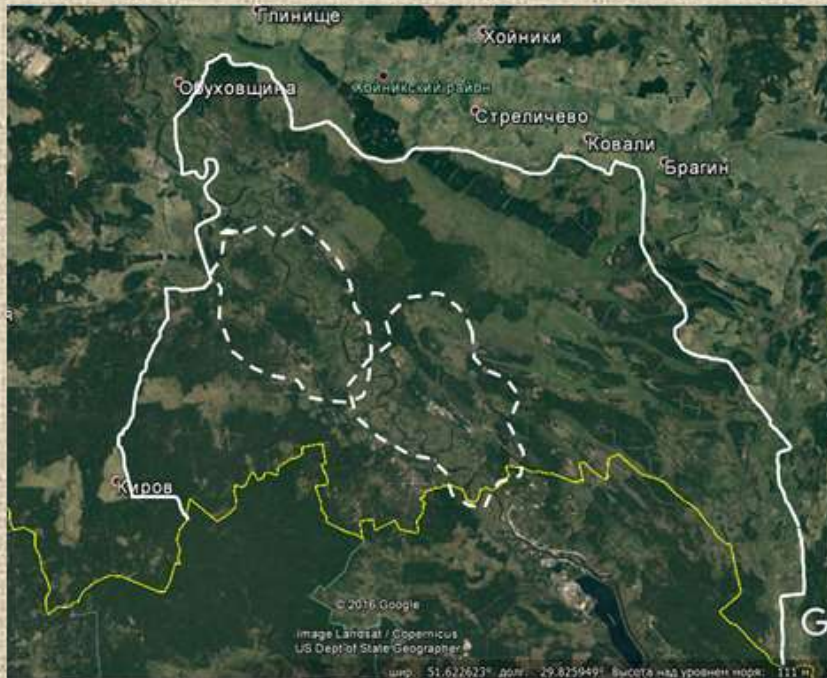 Глинище
Хойники
Обуховщина
Хойникский район
Стреличево
Ковали
Брагин
Киров
© 2016 Google
Image Landsat / Copernicus
US Dept of State Geographer
G
шир. 51.622623° долг. 29.825949° Высота над уровнем моря: 111 м